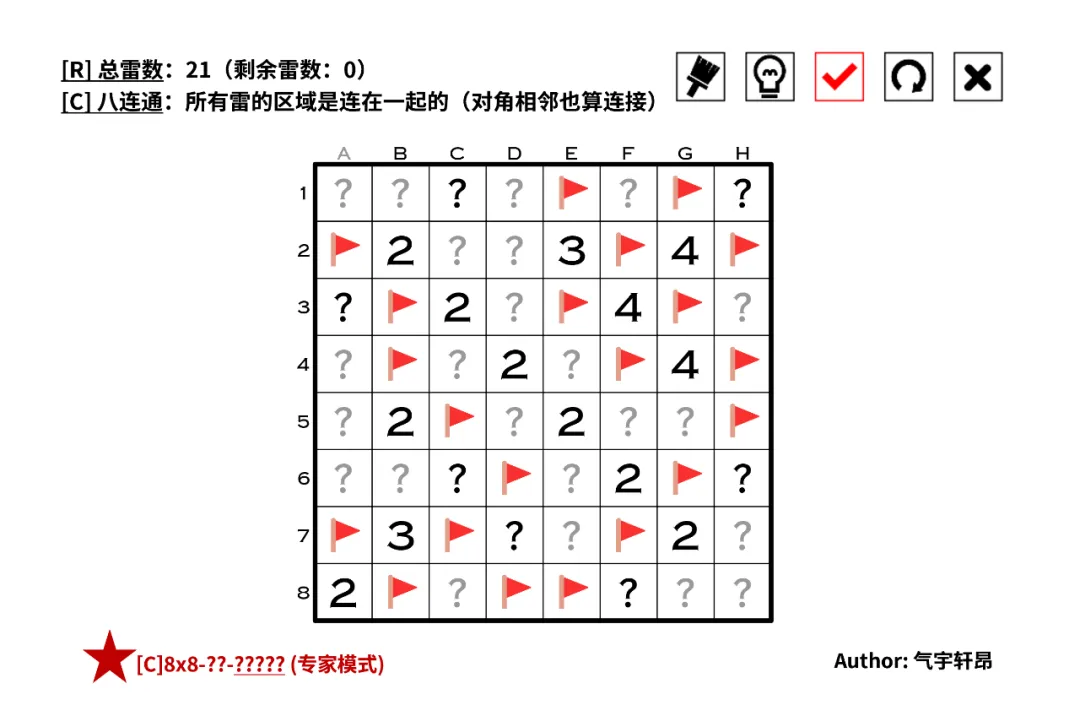 [R] 总雷数：21（剩余雷数：0）
[C] 八连通：所有雷的区域是连在一起的（对角相邻也算连接）
A B C D E F G H
1 ? ? ? ? ? ?
2 2 ? ? 3 4
3 ? 2 ? 4 ?
4 ? ? 2 ? 4
5 ? 2 ? 2 ? ?
6 ? ? ? ? 2 ?
7 3 ? ? 2 ?
8 2 ? ? ? ?
[C]8x8-??-????? (专家模式)
Author: 气宇轩昂